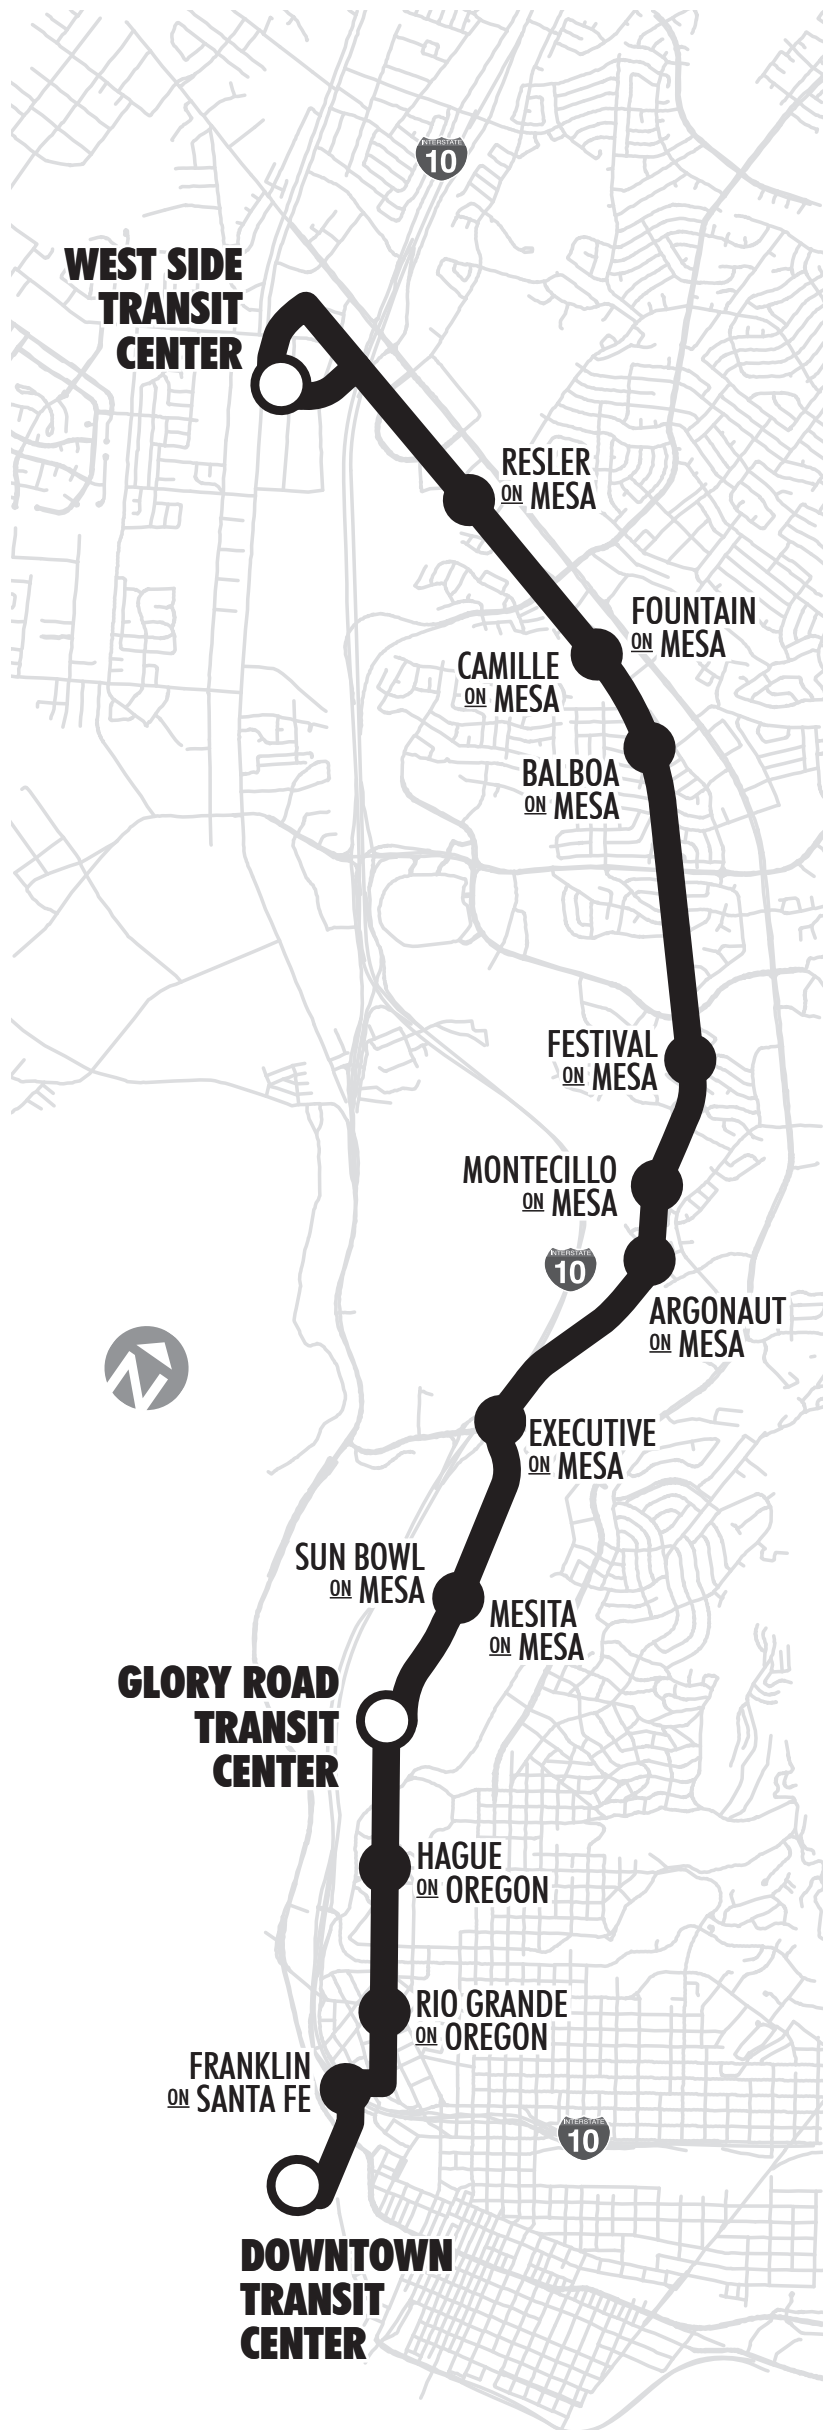 INTERSTATE
10
WEST SIDE
TRANSIT
CENTER
RESLER
ON MESA
FOUNTAIN
ON MESA
CAMILLE
ON MESA
BALBOA
ON MESA
FESTIVAL
ON MESA
MONTECILLO
ON MESA
INTERSTATE
10
ARGONAUT
ON MESA
N
EXECUTIVE
ON MESA
SUN BOWL
ON MESA
MESITA
ON MESA
GLORY ROAD
TRANSIT
CENTER
HAGUE
ON OREGON
RIO GRANDE
ON OREGON
FRANKLIN
ON SANTA FE
INTERSTATE
10
DOWNTOWN
TRANSIT
CENTER